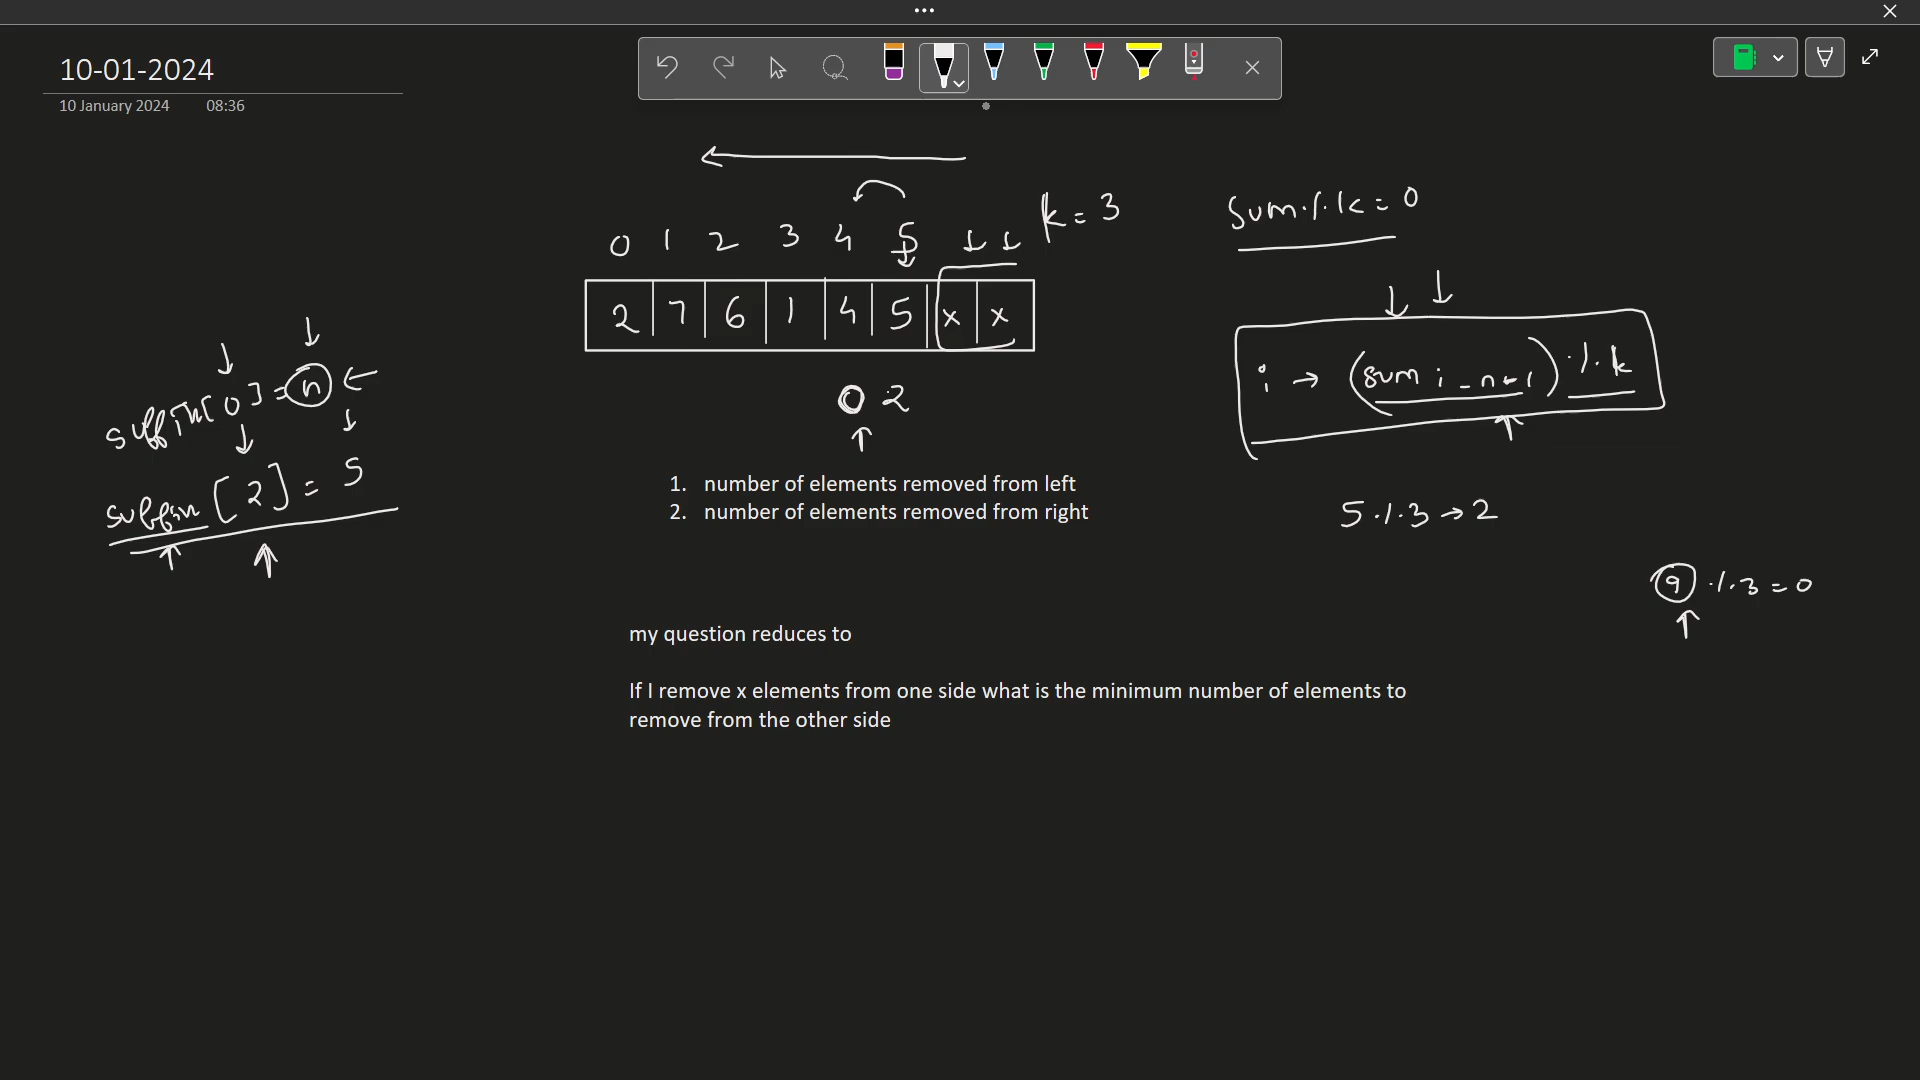 10-01-2024
10 January 2024 08:36
k = 3
sum % k = 0
0 1 2 3 4 5
2 7 6 1 4 5 x x
i → (sum i - n-1) % k
suffix[0] = n
0 2
suffix[2] = 5
1. number of elements removed from left
2. number of elements removed from right
5 % 3 → 2
9 % 3 = 0
my question reduces to
If I remove x elements from one side what is the minimum number of elements to
remove from the other side